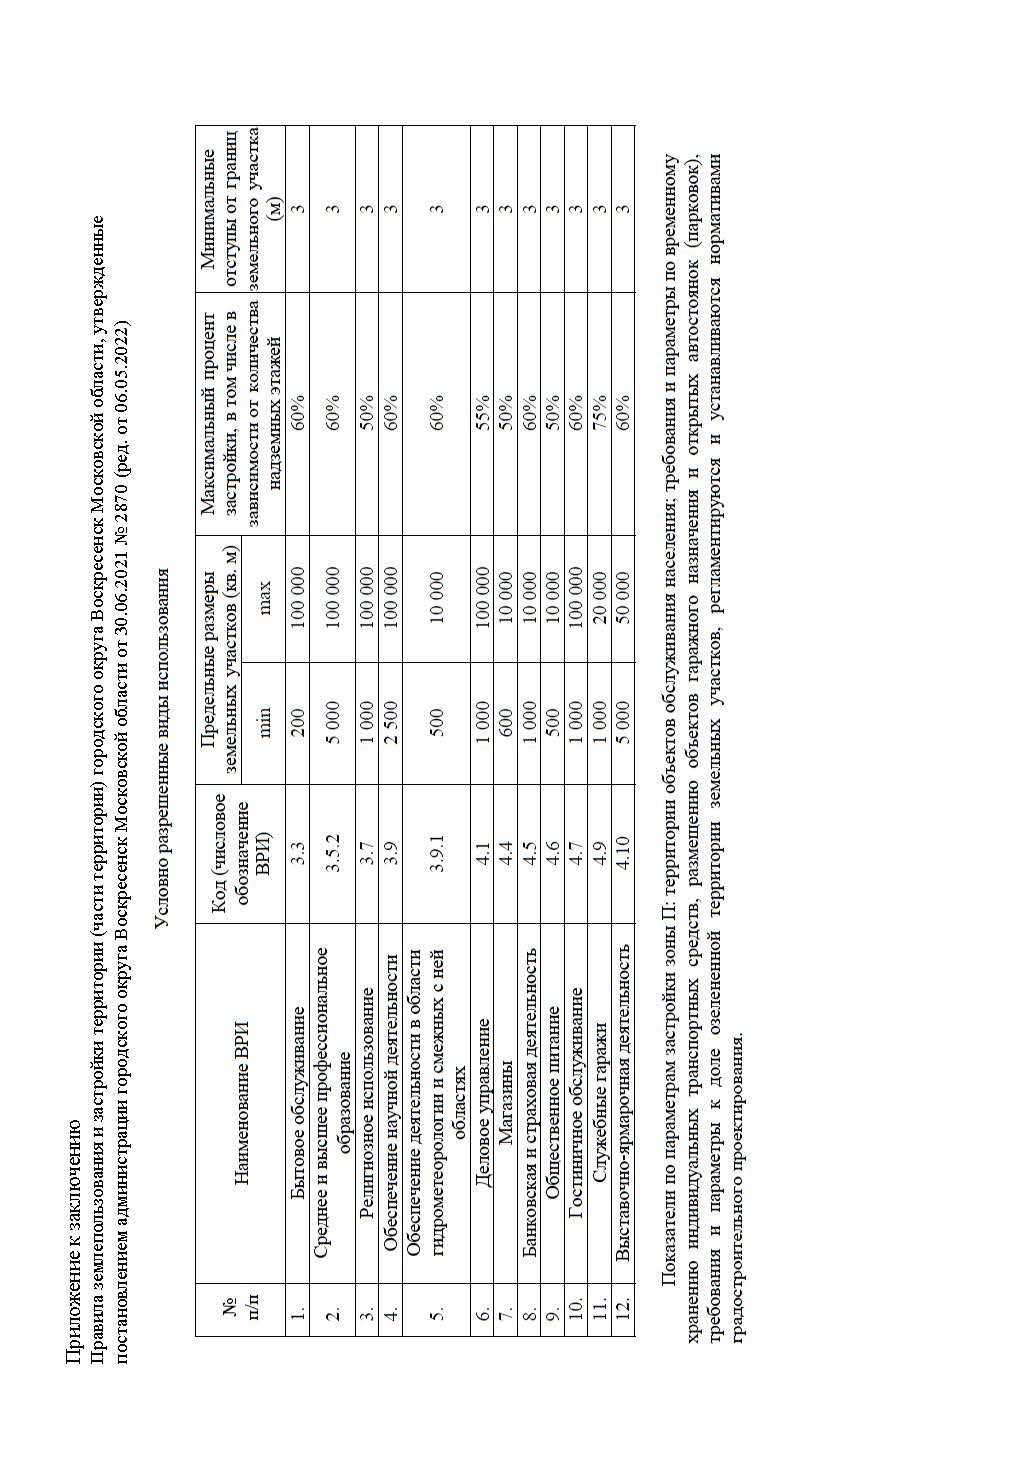 Приложение к заключению
Правила землепользования и застройки территории (части территории) городского округа Воскресенск Московской области, утвержденные
постановлением администрации городского округа Воскресенск Московской области от 30.06.2021 № 2870 (ред. от 06.05.2022)
Условно разрешенные виды использования
№ п/п
Наименование ВРИ
Код (числовое обозначение ВРИ)
Предельные размеры земельных участков (кв. м)
min
max
Максимальный процент застройки, в том числе в зависимости от количества надземных этажей
Минимальные отступы от границ земельного участка (м)
1. Бытовое обслуживание 3.3 200 100 000 60% 3
2. Среднее и высшее профессиональное образование 3.5.2 5 000 100 000 60% 3
3. Религиозное использование 3.7 1 000 100 000 50% 3
4. Обеспечение научной деятельности 3.9 2 500 100 000 60% 3
5. Обеспечение деятельности в области гидрометеорологии и смежных с ней областях 3.9.1 500 10 000 60% 3
6. Деловое управление 4.1 1 000 100 000 55% 3
7. Магазины 4.4 600 10 000 50% 3
8. Банковская и страховая деятельность 4.5 1 000 10 000 60% 3
9. Общественное питание 4.6 500 10 000 50% 3
10. Гостиничное обслуживание 4.7 1 000 100 000 60% 3
11. Служебные гаражи 4.9 1 000 20 000 75% 3
12. Выставочно-ярмарочная деятельность 4.10 5 000 50 000 60% 3
Показатели по параметрам застройки зоны П: территории объектов обслуживания населения; требования и параметры по временному
хранению индивидуальных транспортных средств, размещению объектов гаражного назначения и открытых автостоянок (парковок),
требования и параметры к доле озелененной территории земельных участков, регламентируются и устанавливаются нормативами
градостроительного проектирования.